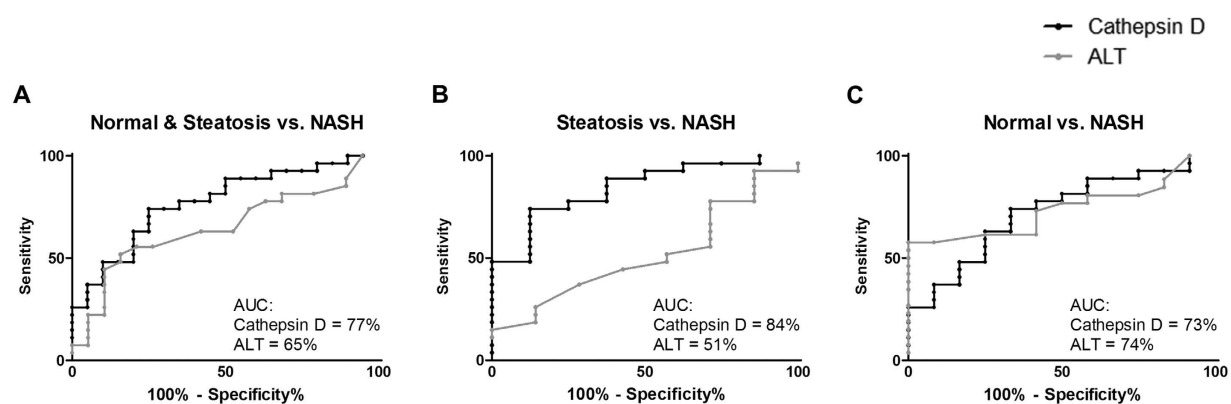 Cathepsin D
ALT
A
Normal & Steatosis vs. NASH
Sensitivity
100
50
0
0
50
100
100% - Specificity%
AUC:
Cathepsin D = 77%
ALT = 65%
B
Steatosis vs. NASH
Sensitivity
100
50
0
0
50
100
100% - Specificity%
AUC:
Cathepsin D = 84%
ALT = 51%
C
Normal vs. NASH
Sensitivity
100
50
0
0
50
100
100% - Specificity%
AUC:
Cathepsin D = 73%
ALT = 74%